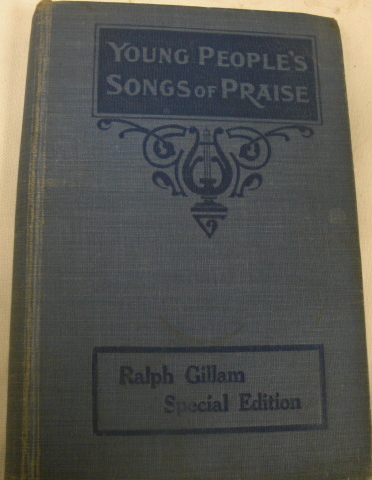 YOUNG PEOPLE'S
SONGS OF PRAISE
Ralph Gillam
Special Edition